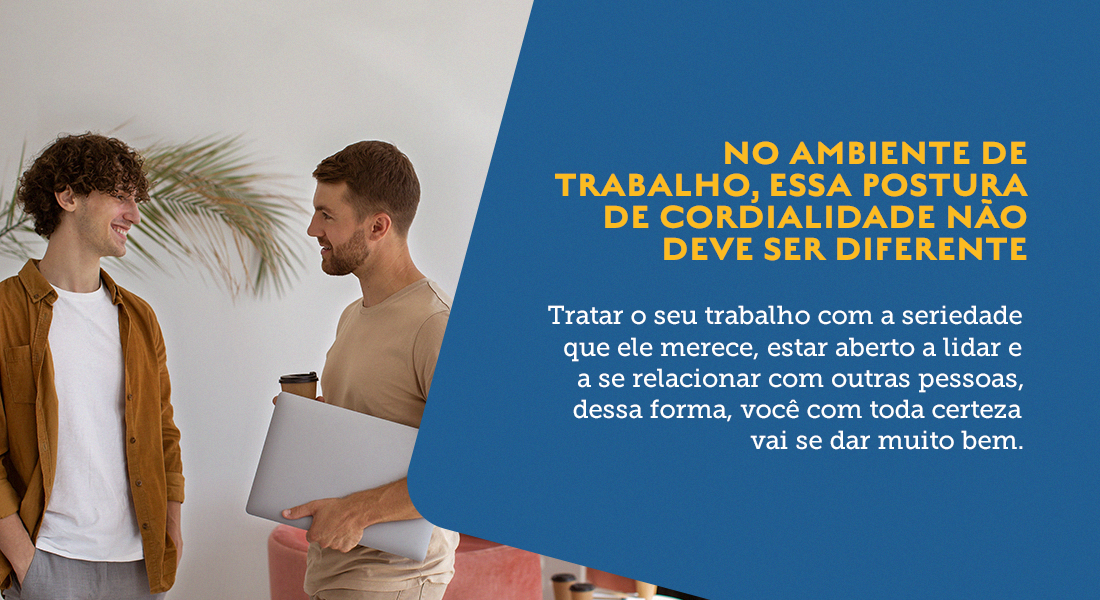 NO AMBIENTE DE
TRABALHO, ESSA POSTURA
DE CORDIALIDADE NÃO
DEVE SER DIFERENTE
Tratar o seu trabalho com a seriedade
que ele merece, estar aberto a lidar e
a se relacionar com outras pessoas,
dessa forma, você com toda certeza
vai se dar muito bem.